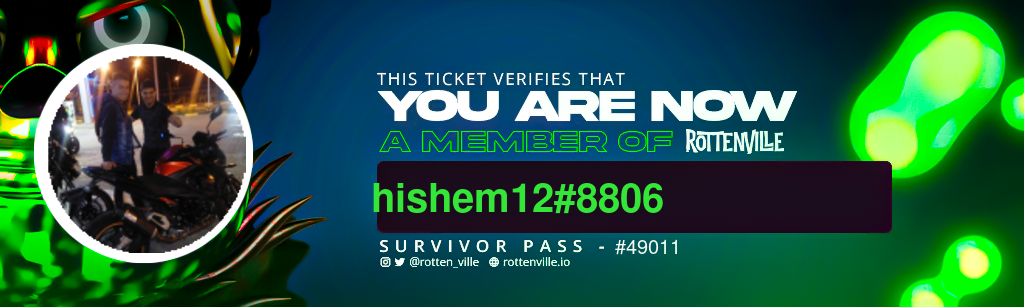 THIS TICKET VERIFIES THAT
YOU ARE NOW
A MEMBER OF ROTTENVILLE
hishem12#8806
SURVIVOR PASS - #49011
@rotten_ville rottenville.io